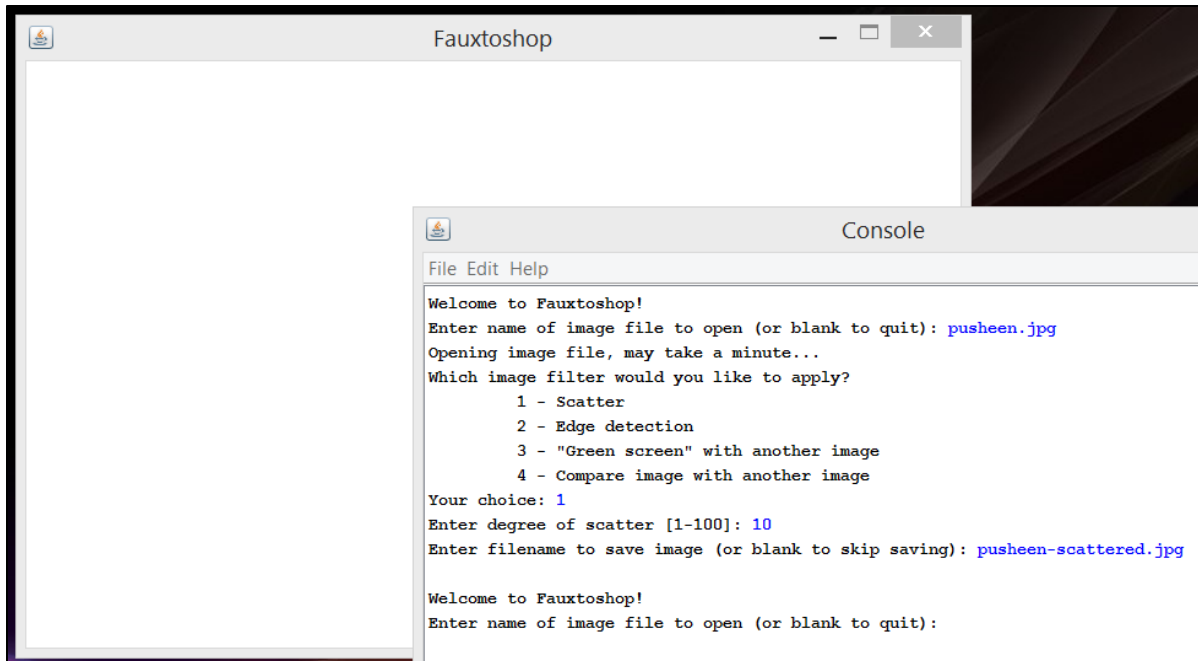 Fauxtoshop
Console
File Edit Help
Welcome to Fauxtoshop!
Enter name of image file to open (or blank to quit): pusheen.jpg
Opening image file, may take a minute...
Which image filter would you like to apply?
1 - Scatter
2 - Edge detection
3 - "Green screen" with another image
4 - Compare image with another image
Your choice: 1
Enter degree of scatter [1-100]: 10
Enter filename to save image (or blank to skip saving): pusheen-scattered.jpg
Welcome to Fauxtoshop!
Enter name of image file to open (or blank to quit):